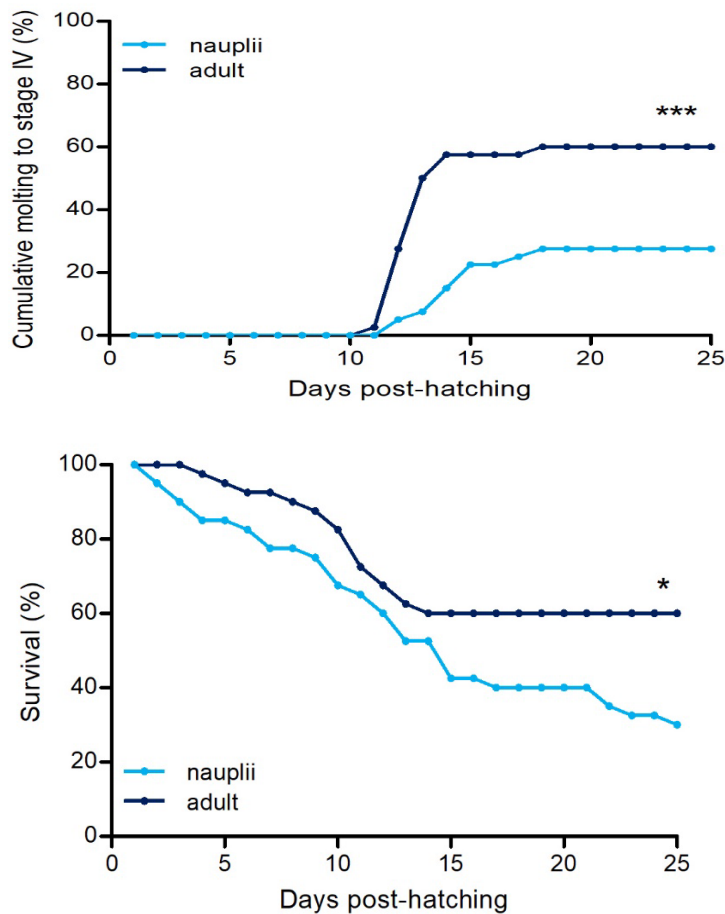 Cumulative molting to stage IV (%)
100
80
60
40
20
0
nauplii
adult
***
0 5 10 15 20 25
Days post-hatching
Survival (%)
100
80
60
40
20
0
*
nauplii
adult
0 5 10 15 20 25
Days post-hatching